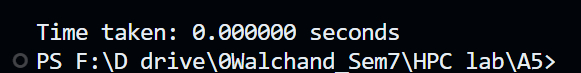 Time taken: 0.000000 seconds
PS F:\D drive\0Walchand_Sem7\HPC lab\A5>